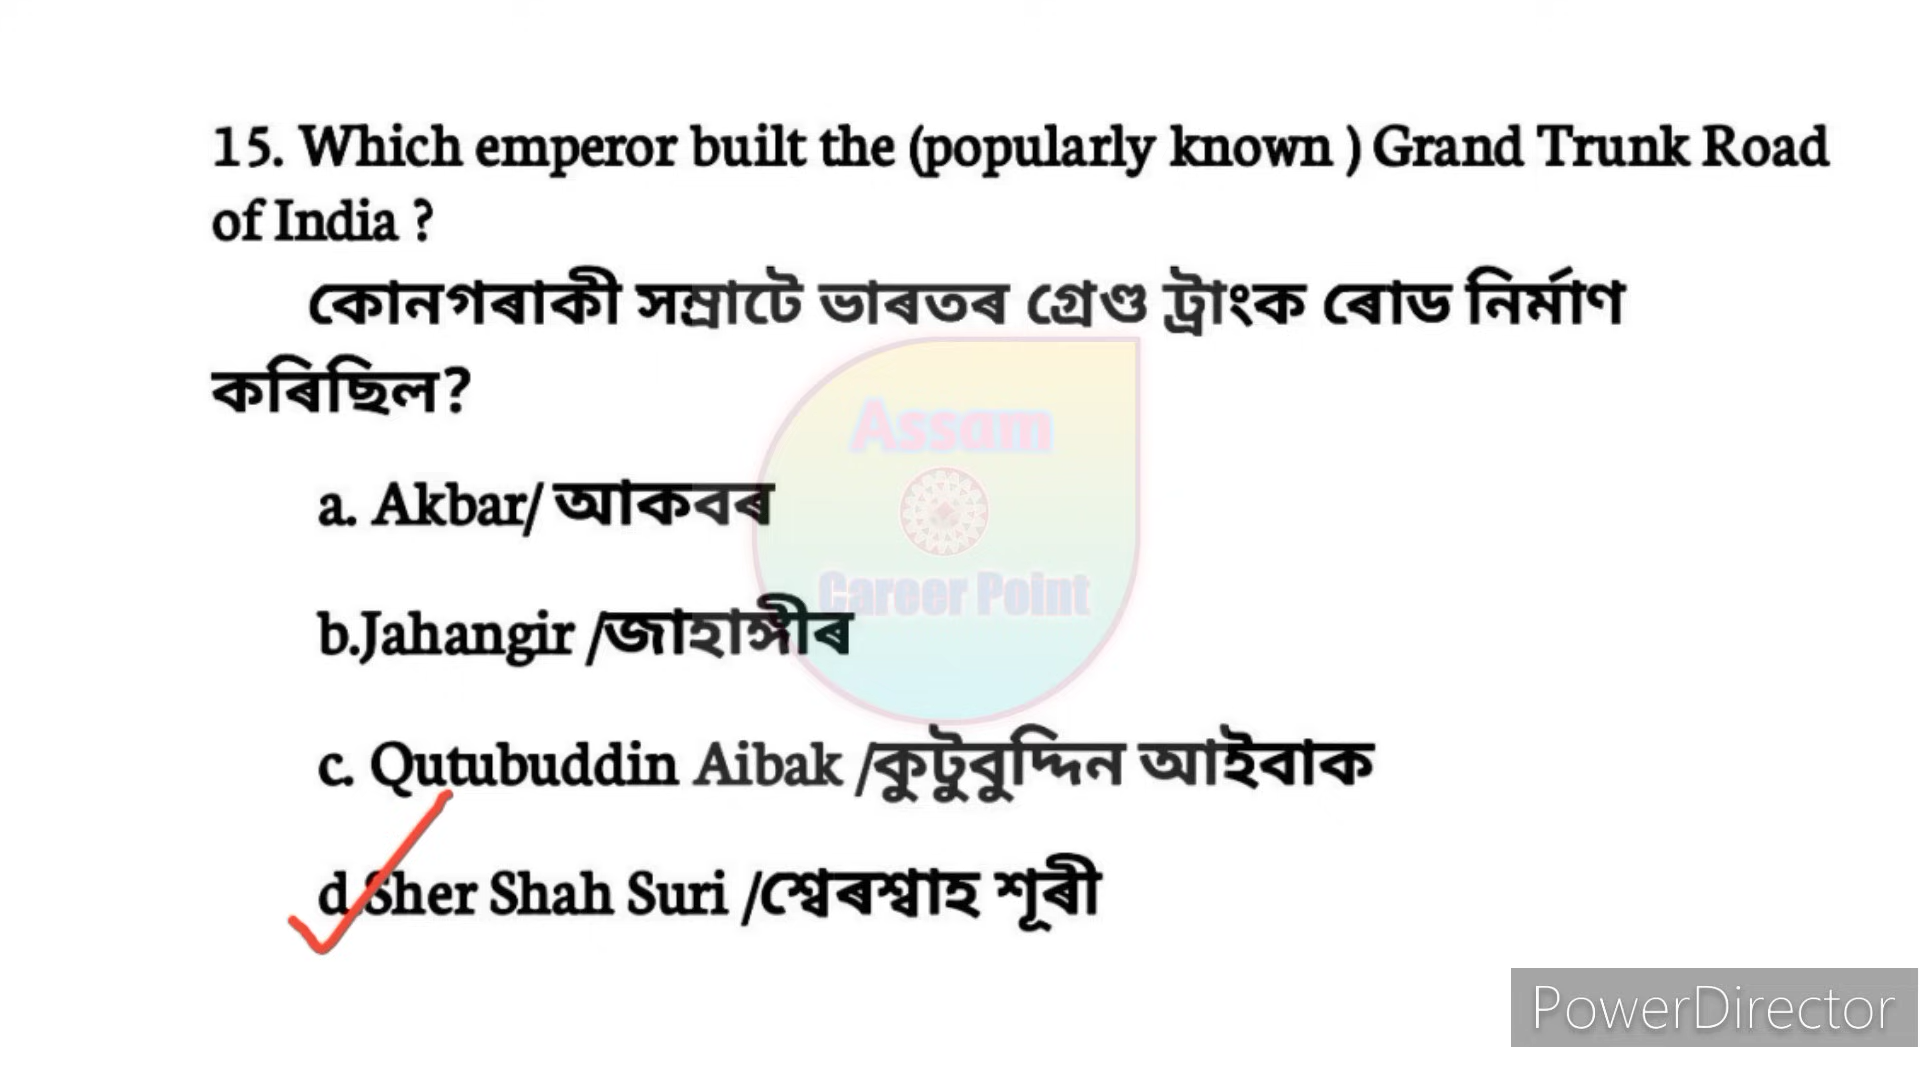 15. Which emperor built the (popularly known ) Grand Trunk Road
of India ?
কোনগৰাকী সম্ৰাটে ভাৰতৰ গ্ৰেণ্ড ট্ৰাংক ৰোড নিৰ্মাণ
কৰিছিল?
Assam
a. Akbar/ আকবৰ
Career Point
b.Jahangir /জাহাঙ্গীৰ
c. Qutubuddin Aibak /কুটুবুদ্দিন আইবাক
d.Sher Shah Suri /শ্বেৰশ্বাহ শূৰী
PowerDirector